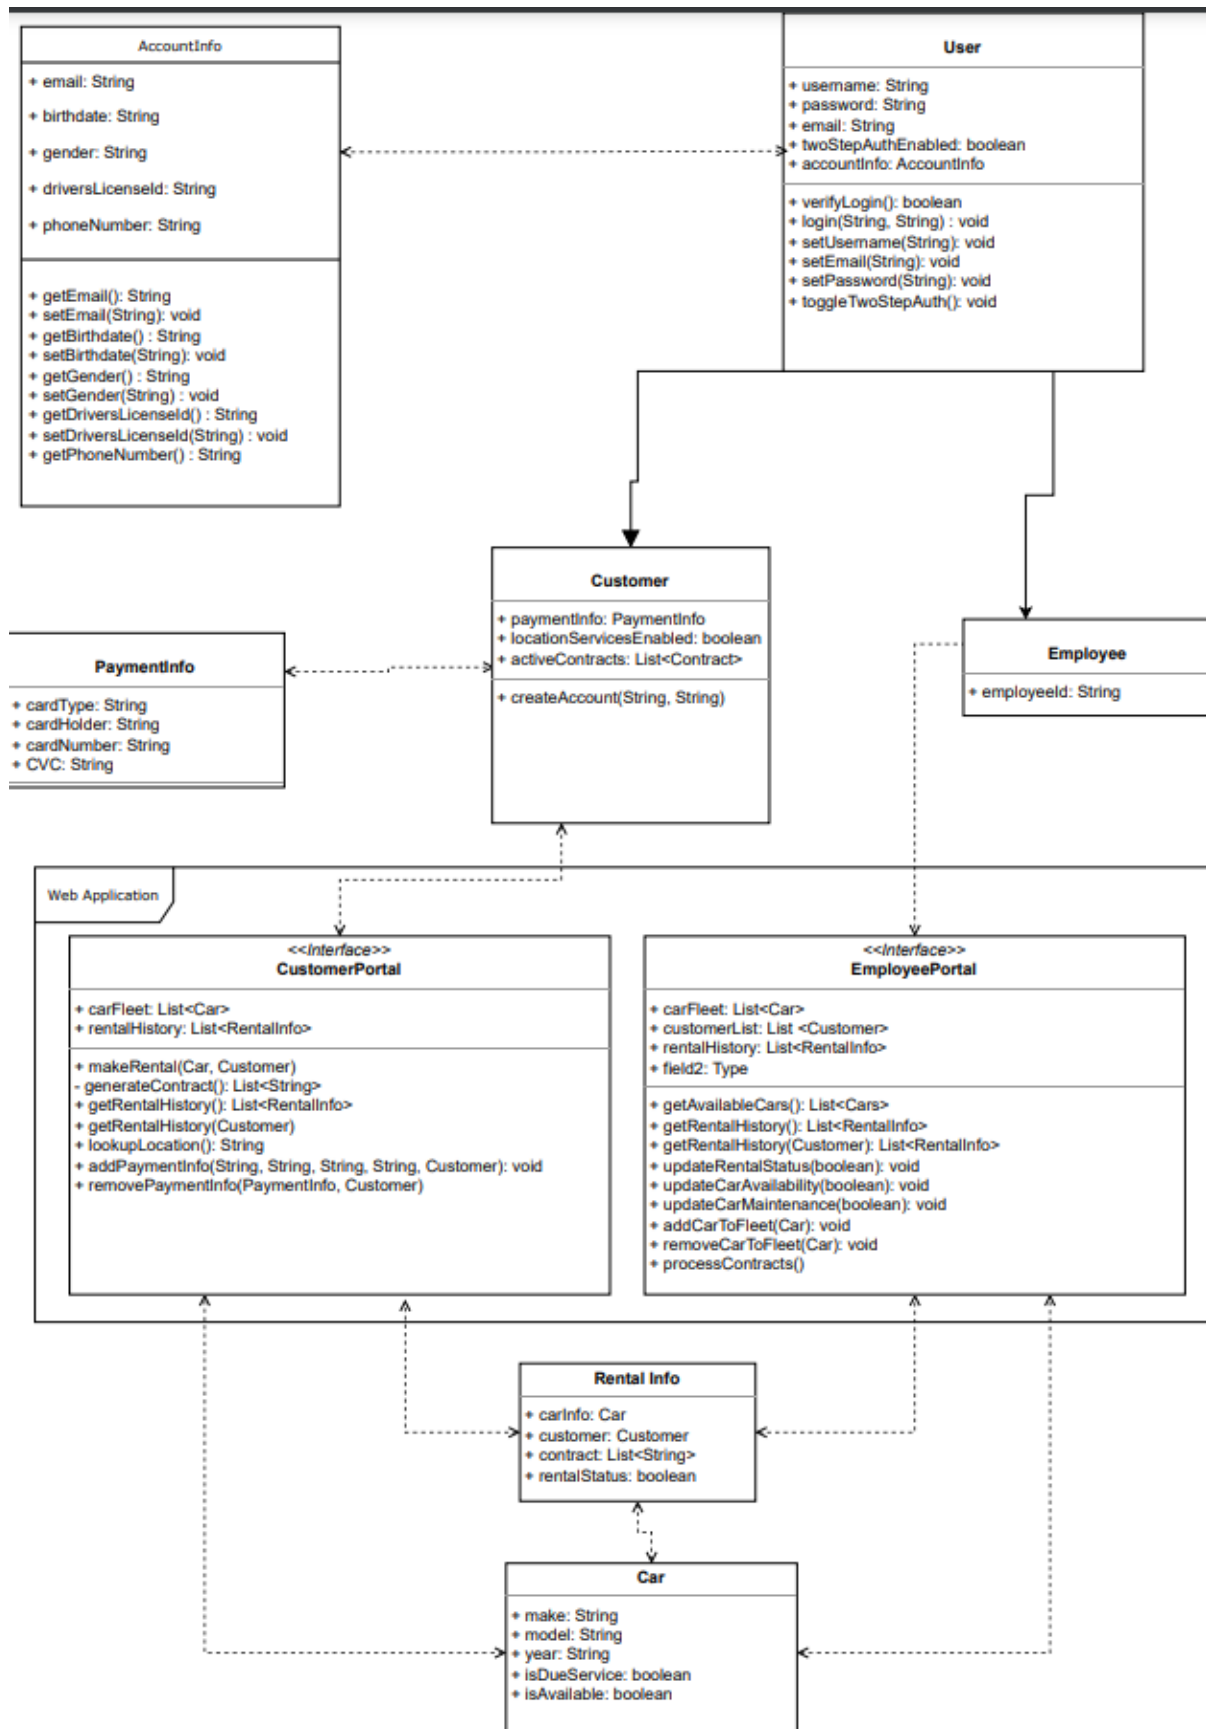 AccountInfo
+ email: String
+ birthdate: String
+ gender: String
+ driversLicenseId: String
+ phoneNumber: String
+ getEmail(): String
+ setEmail(String): void
+ getBirthdate() : String
+ setBirthdate(String): void
+ getGender() : String
+ setGender(String) : void
+ getDriversLicenseId() : String
+ setDriversLicenseId(String) : void
+ getPhoneNumber() : String
User
+ username: String
+ password: String
+ email: String
+ twoStepAuthEnabled: boolean
+ accountInfo: AccountInfo
+ verifyLogin(): boolean
+ login(String, String) : void
+ setUsername(String): void
+ setEmail(String): void
+ setPassword(String): void
+ toggleTwoStepAuth(): void
Customer
+ paymentInfo: PaymentInfo
+ locationServicesEnabled: boolean
+ activeContracts: List<Contract>
+ createAccount(String, String)
PaymentInfo
+ cardType: String
+ cardHolder: String
+ cardNumber: String
+ CVC: String
Employee
+ employeeId: String
Web Application
<<Interface>>
CustomerPortal
+ carFleet: List<Car>
+ rentalHistory: List<RentalInfo>
+ makeRental(Car, Customer)
- generateContract(): List<String>
+ getRentalHistory(): List<RentalInfo>
+ getRentalHistory(Customer)
+ lookupLocation(): String
+ addPaymentInfo(String, String, String, String, Customer): void
+ removePaymentInfo(PaymentInfo, Customer)
<<Interface>>
EmployeePortal
+ carFleet: List<Car>
+ customerList: List <Customer>
+ rentalHistory: List<RentalInfo>
+ field2: Type
+ getAvailableCars(): List<Cars>
+ getRentalHistory(): List<RentalInfo>
+ getRentalHistory(Customer): List<RentalInfo>
+ updateRentalStatus(boolean): void
+ updateCarAvailability(boolean): void
+ updateCarMaintenance(boolean): void
+ addCarToFleet(Car): void
+ removeCarToFleet(Car): void
+ processContracts()
Rental Info
+ carInfo: Car
+ customer: Customer
+ contract: List<String>
+ rentalStatus: boolean
Car
+ make: String
+ model: String
+ year: String
+ isDueService: boolean
+ isAvailable: boolean